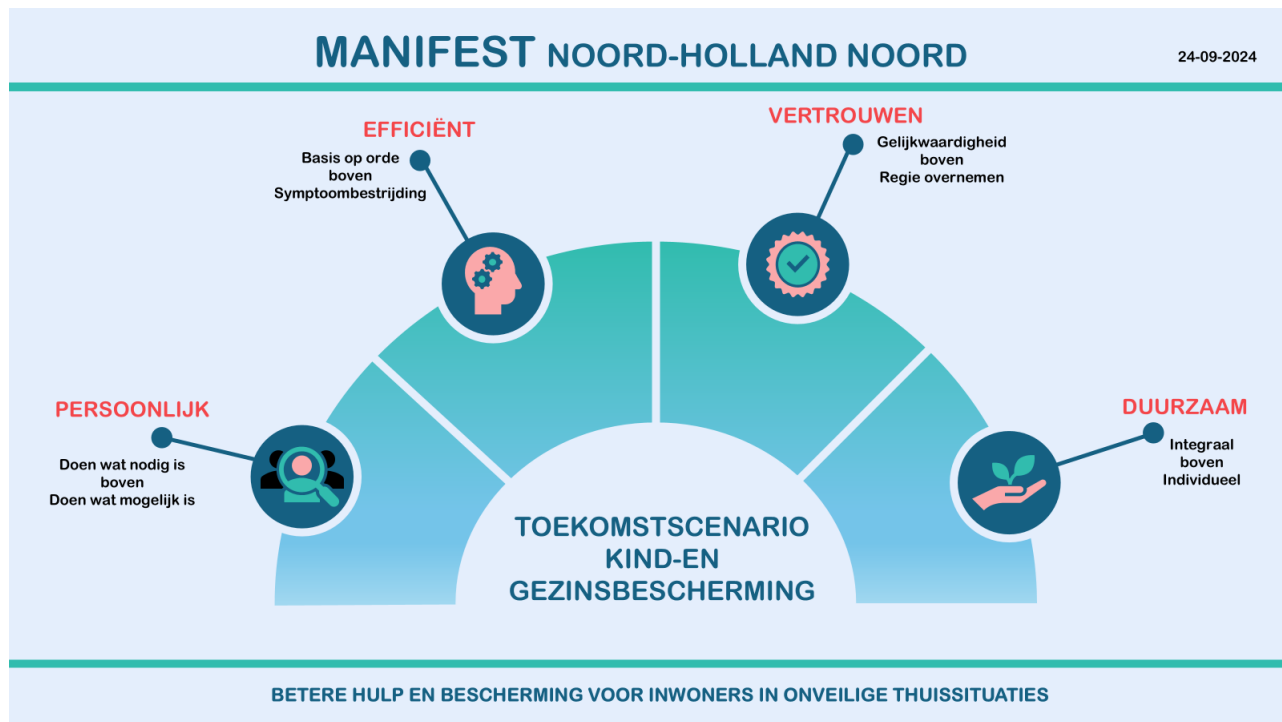 MANIFEST NOORD-HOLLAND NOORD
24-09-2024
EFFICIËNT
Basis op orde
boven
Symptoombestrijding
VERTROUWEN
Gelijkwaardigheid
boven
Regie overnemen
PERSOONLIJK
Doen wat nodig is
boven
Doen wat mogelijk is
DUURZAAM
Integraal
boven
Individueel
TOEKOMSTSCENARIO
KIND-EN
GEZINSBESCHERMING
BETERE HULP EN BESCHERMING VOOR INWONERS IN ONVEILIGE THUISSITUATIES